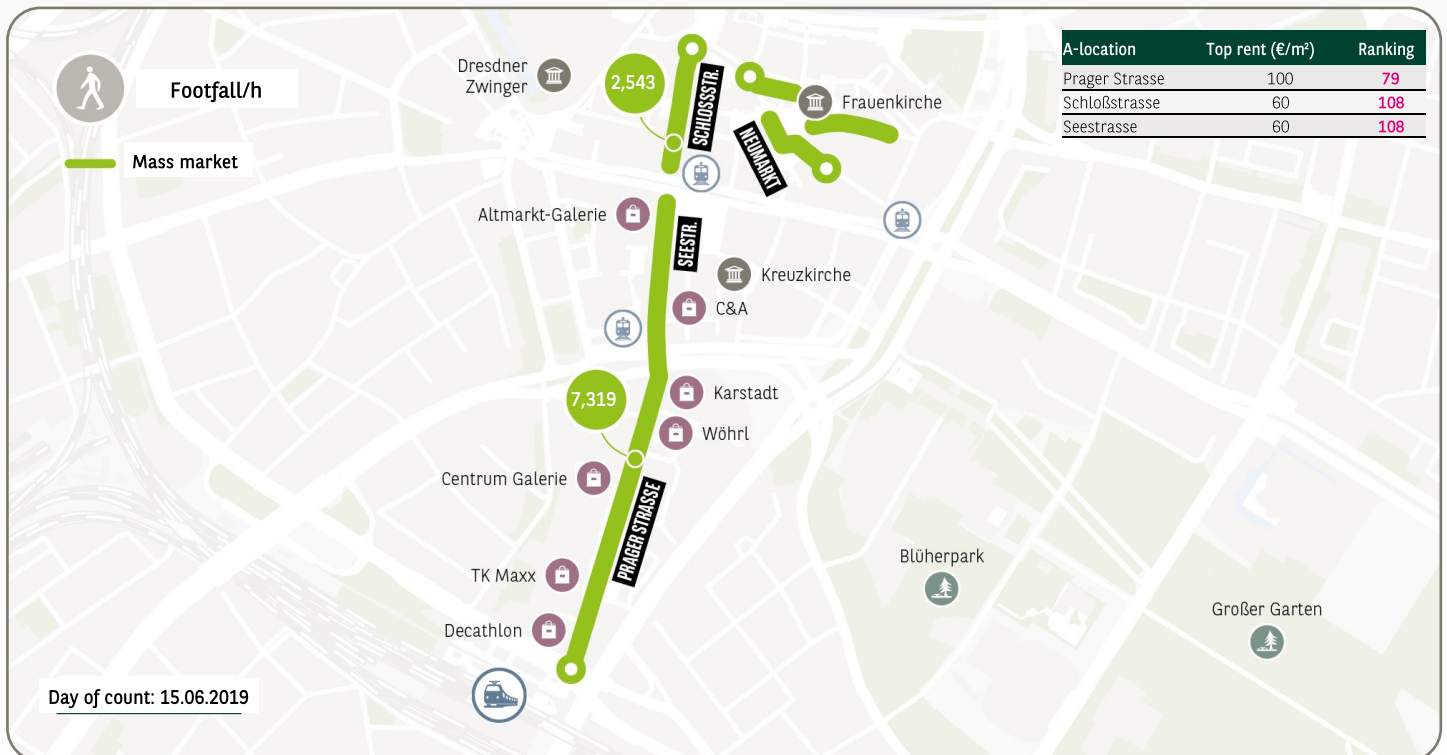 Footfall/h
Mass market
Dresdner
Zwinger
2,543
SCHLOSSSTR.
Frauenkirche
NEUMARKT
A-location Top rent (€/m²) Ranking
Prager Strasse 100 79
Schloßstrasse 60 108
Seestrasse 60 108
Altmarkt-Galerie
SEESTR.
Kreuzkirche
C&A
7,319
Karstadt
Wöhrl
Centrum Galerie
PRAGER STRASSE
TK Maxx
Decathlon
Blüherpark
Großer Garten
Day of count: 15.06.2019